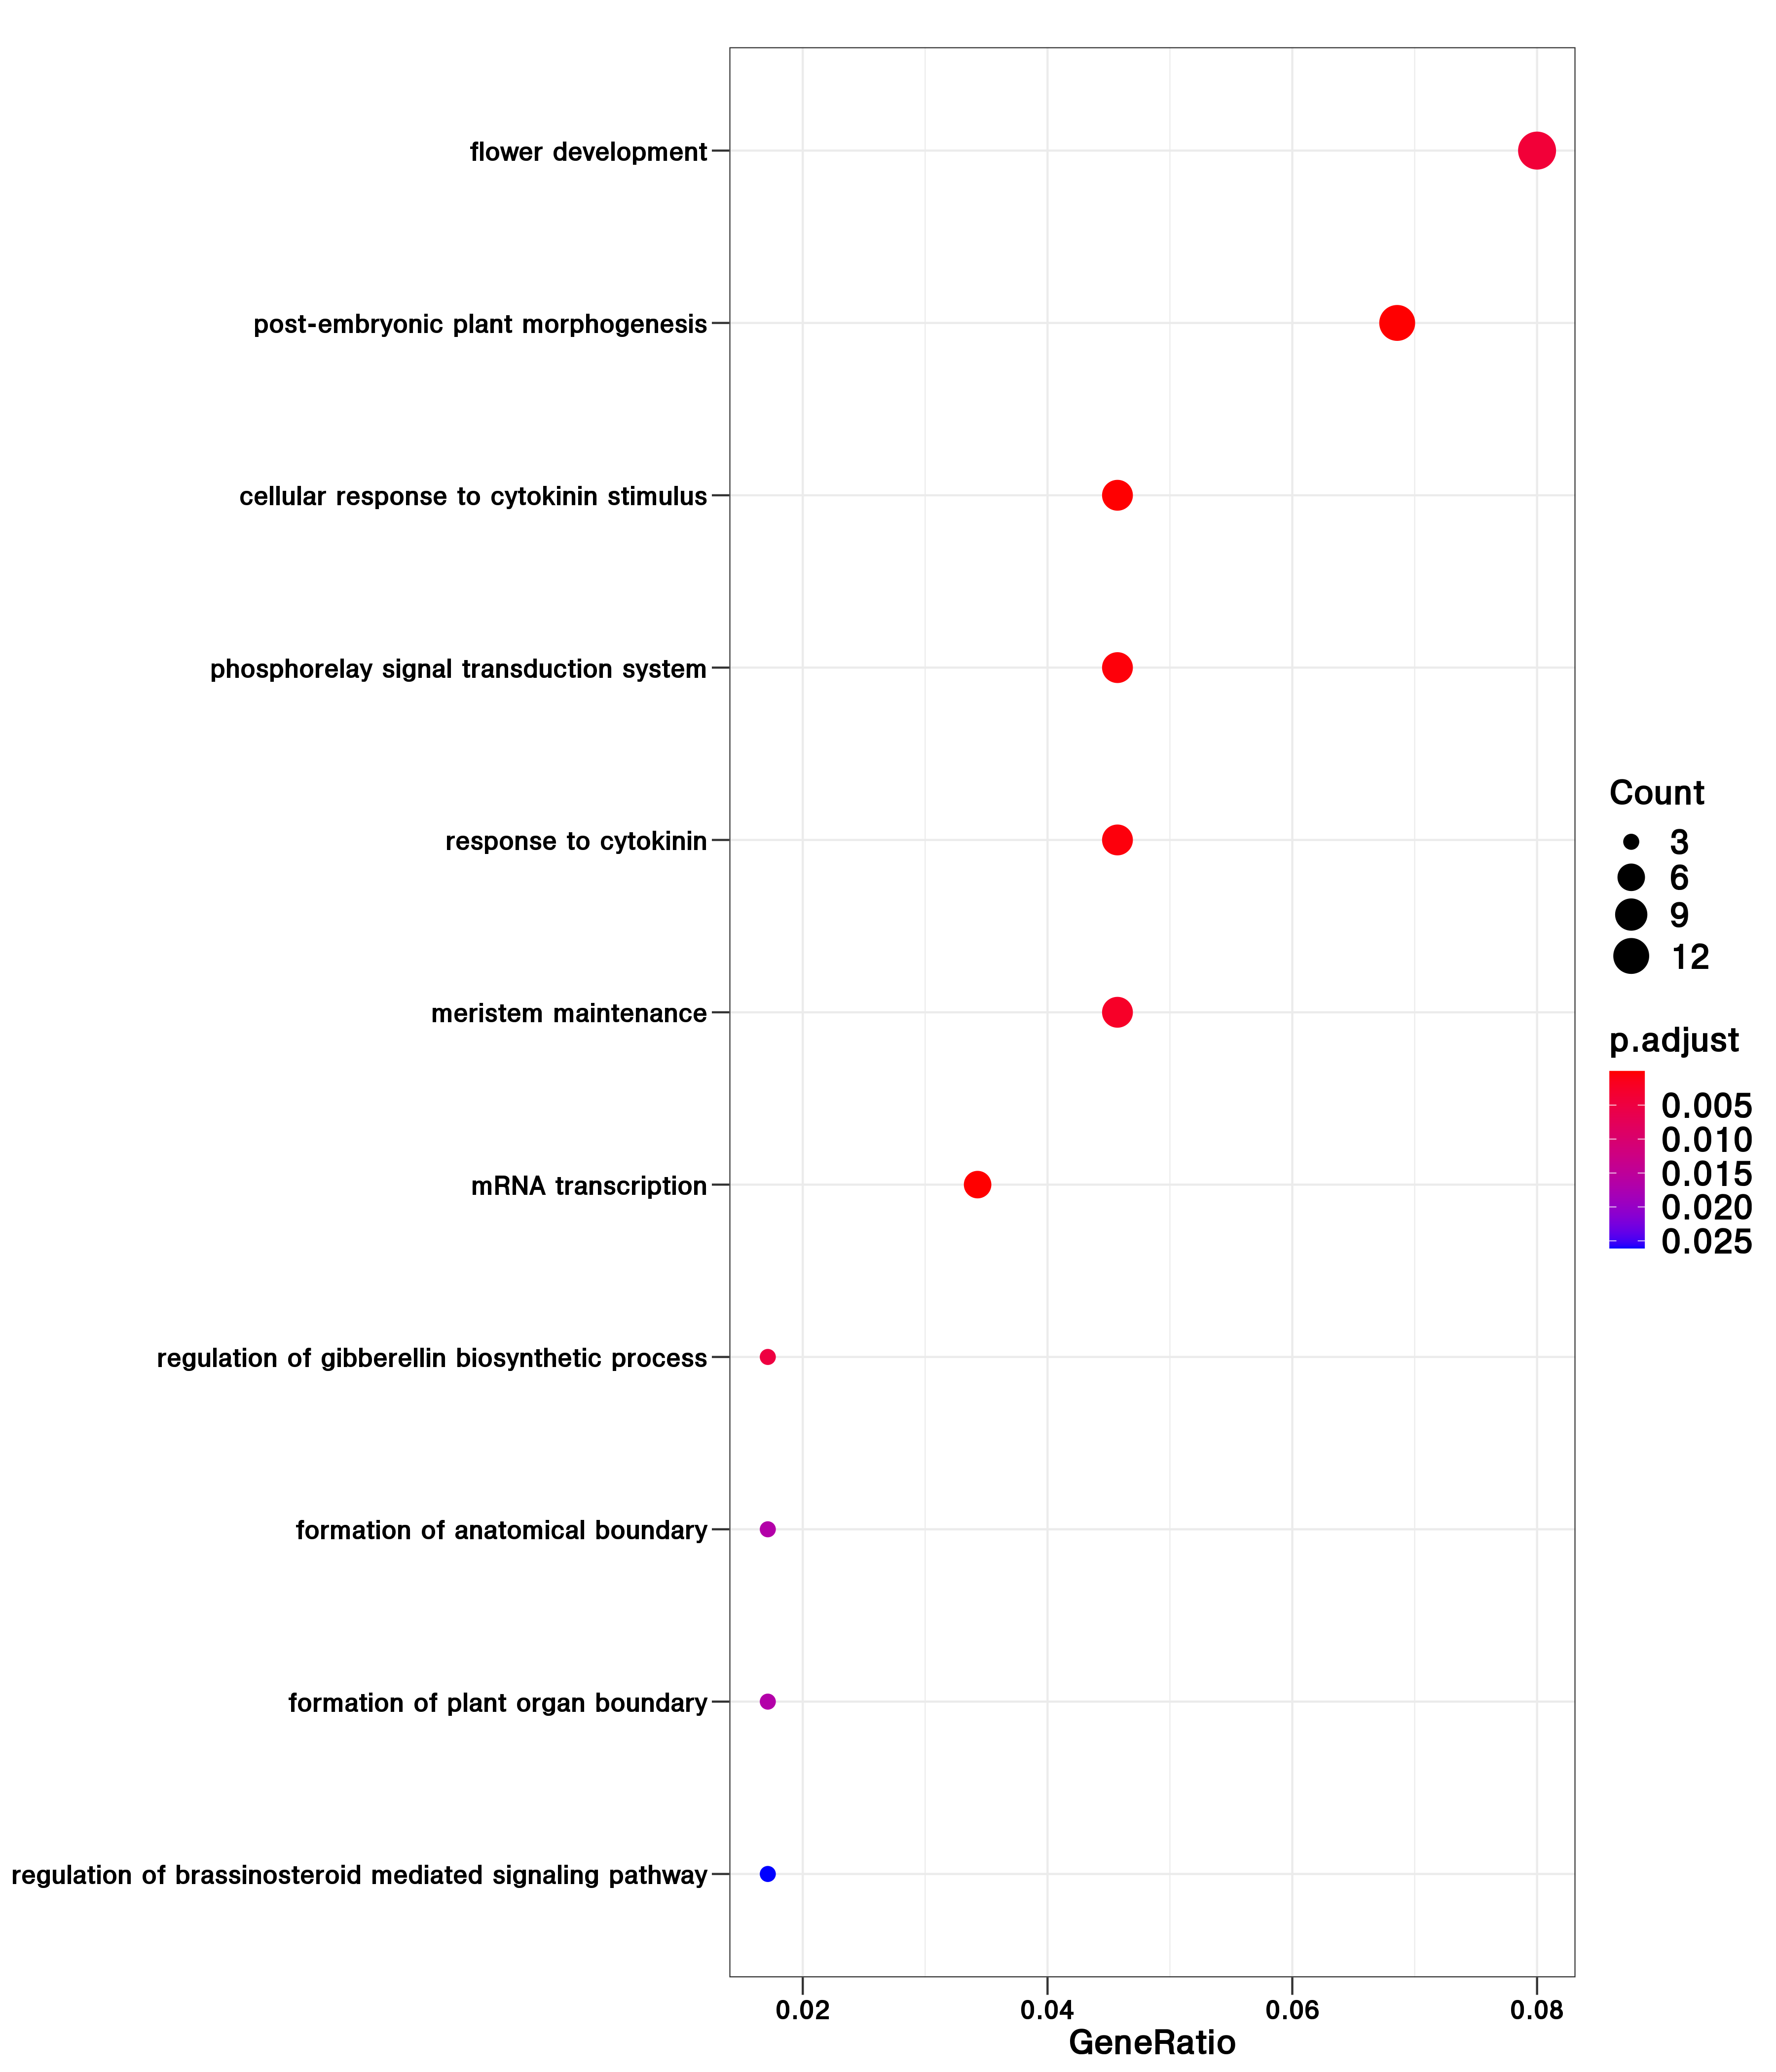 flower development
post-embryonic plant morphogenesis
cellular response to cytokinin stimulus
phosphorelay signal transduction system
response to cytokinin
meristem maintenance
mRNA transcription
regulation of gibberellin biosynthetic process
formation of anatomical boundary
formation of plant organ boundary
regulation of brassinosteroid mediated signaling pathway
0.02 0.04 0.06 0.08
GeneRatio
Count
3
6
9
12
p.adjust
0.005
0.010
0.015
0.020
0.025